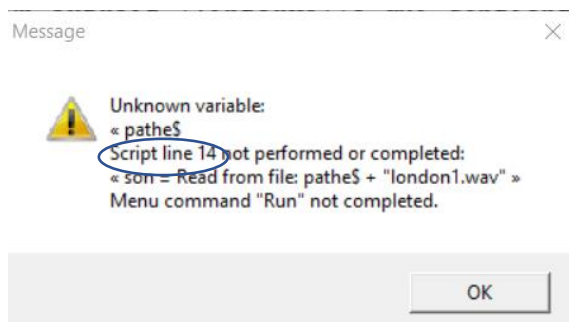 Message
Unknown variable:
« pathe$
Script line 14 not performed or completed:
« son = Read from file: pathe$ + "london1.wav" »
Menu command "Run" not completed.
OK